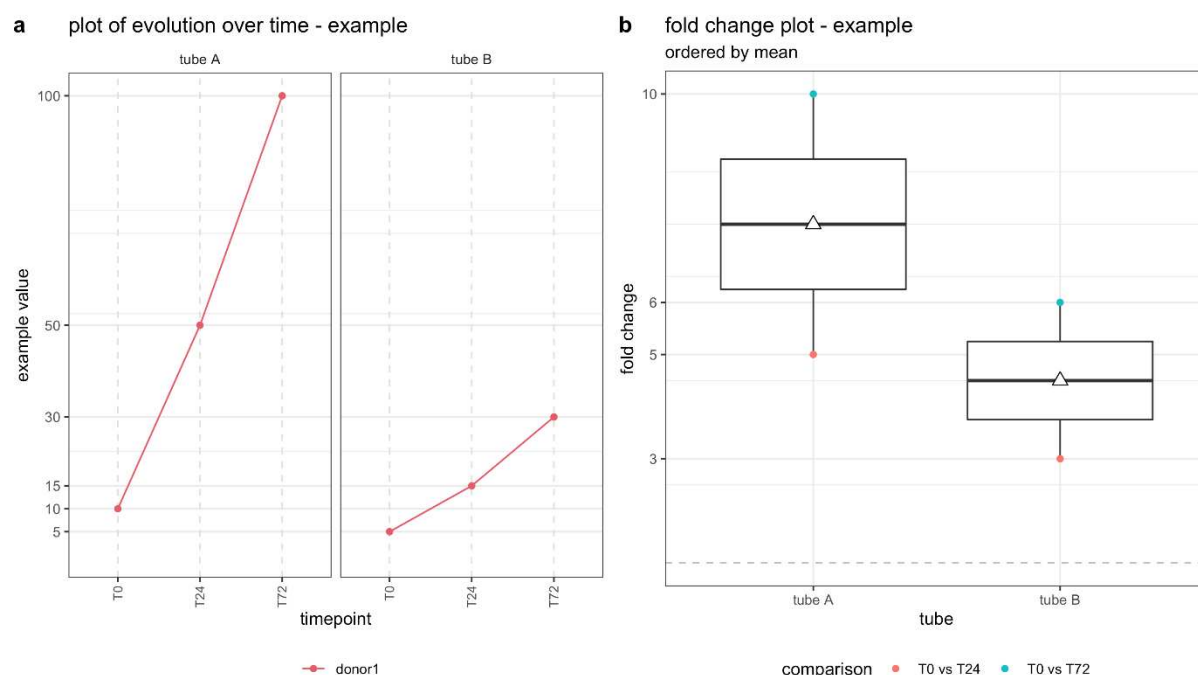 a plot of evolution over time - example
tube A tube B
example value
100
50
30
15
10
5
T0 T24 T72 T0 T24 T72
timepoint
donor1
b fold change plot - example
ordered by mean
fold change
10
6
5
3
tube A tube B
tube
comparison T0 vs T24 T0 vs T72